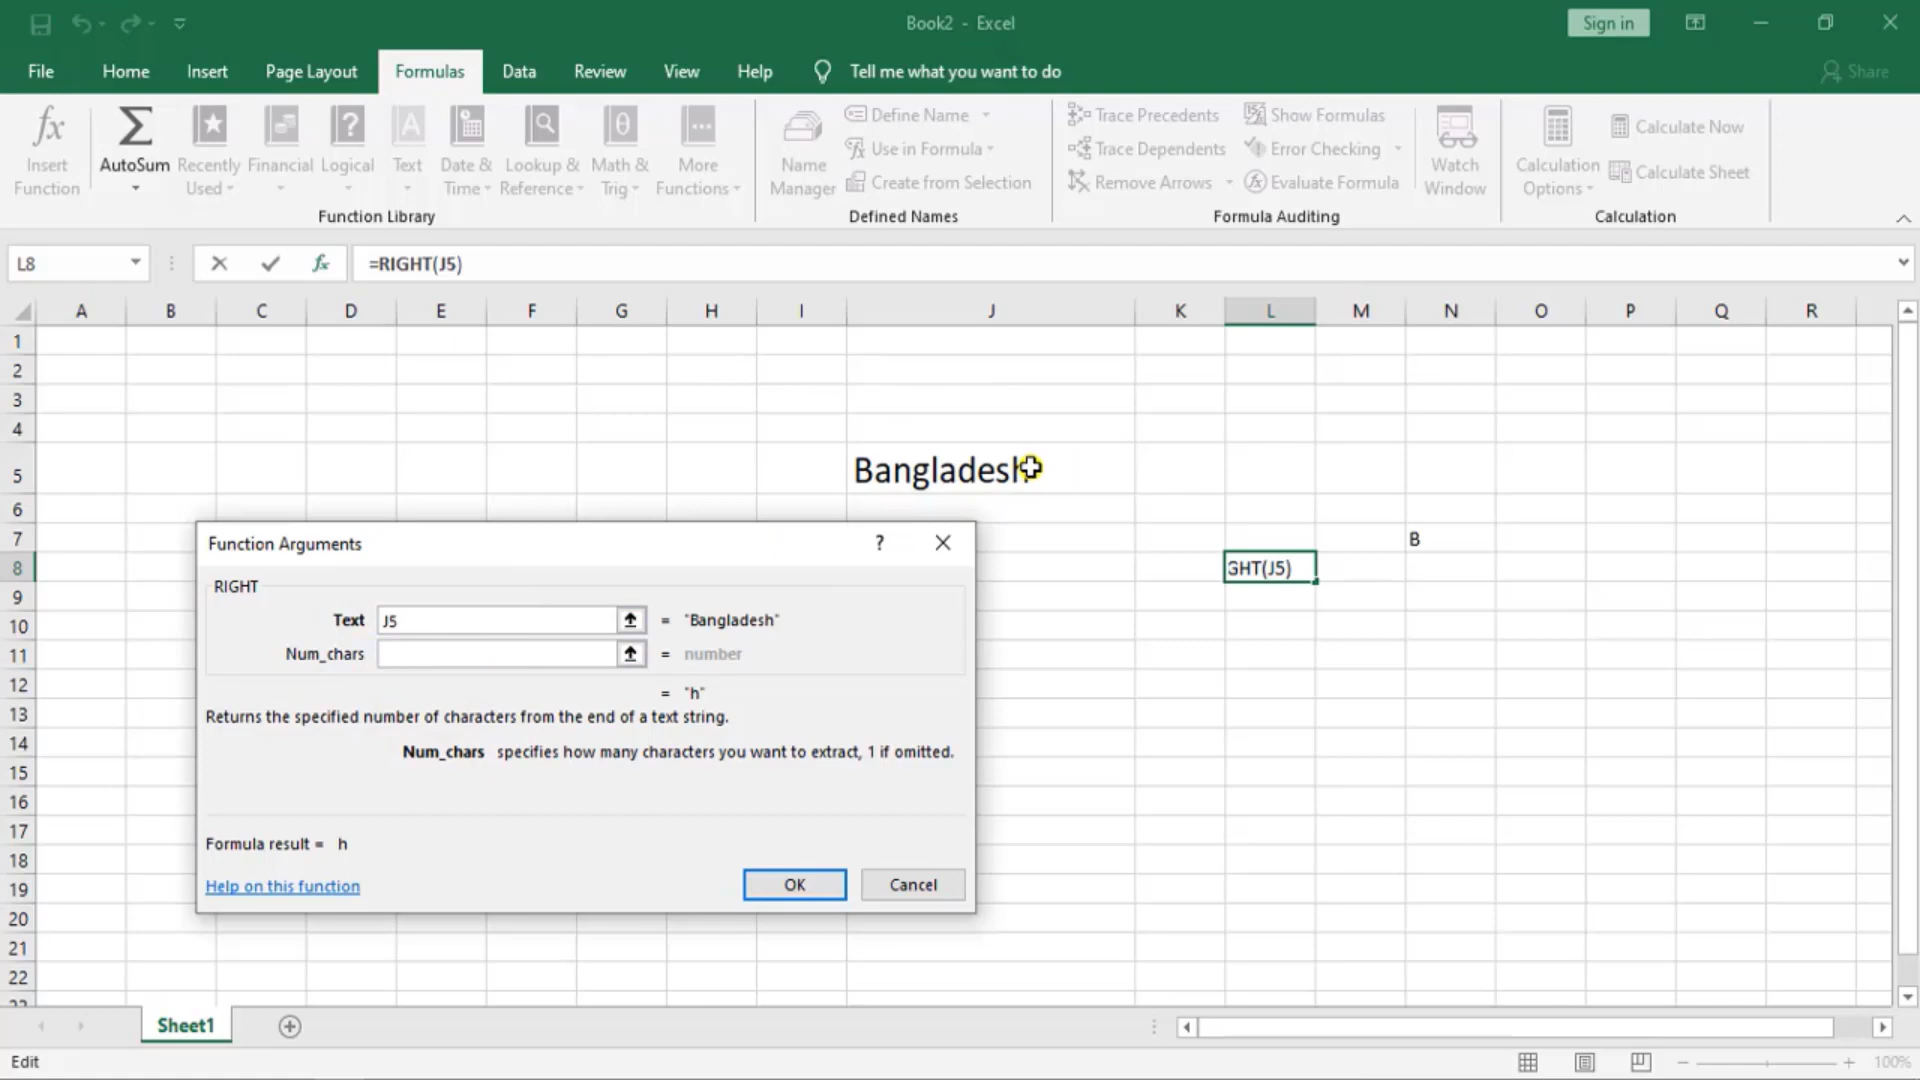 Book2 - Excel
Sign in
File Home Insert Page Layout Formulas Data Review View Help Tell me what you want to do Share
Insert Function
AutoSum
Recently Used
Financial
Logical
Text
Date & Time
Lookup & Reference
Math & Trig
More Functions
Function Library
Name Manager
Define Name
Use in Formula
Create from Selection
Defined Names
Trace Precedents
Trace Dependents
Remove Arrows
Show Formulas
Error Checking
Evaluate Formula
Formula Auditing
Watch Window
Calculation Options
Calculate Now
Calculate Sheet
Calculation
L8 fx =RIGHT(J5)
A B C D E F G H I J K L M N O P Q R
1
2
3
4
5 Bangladesh
6
7 B
8 GHT(J5)
9
10
11
12
13
14
15
16
17
18
19
20
21
22
23
Function Arguments ?
RIGHT
Text J5 = "Bangladesh"
Num_chars = number
= "h"
Returns the specified number of characters from the end of a text string.
Num_chars specifies how many characters you want to extract, 1 if omitted.
Formula result = h
Help on this function
OK Cancel
Sheet1
Edit 100%